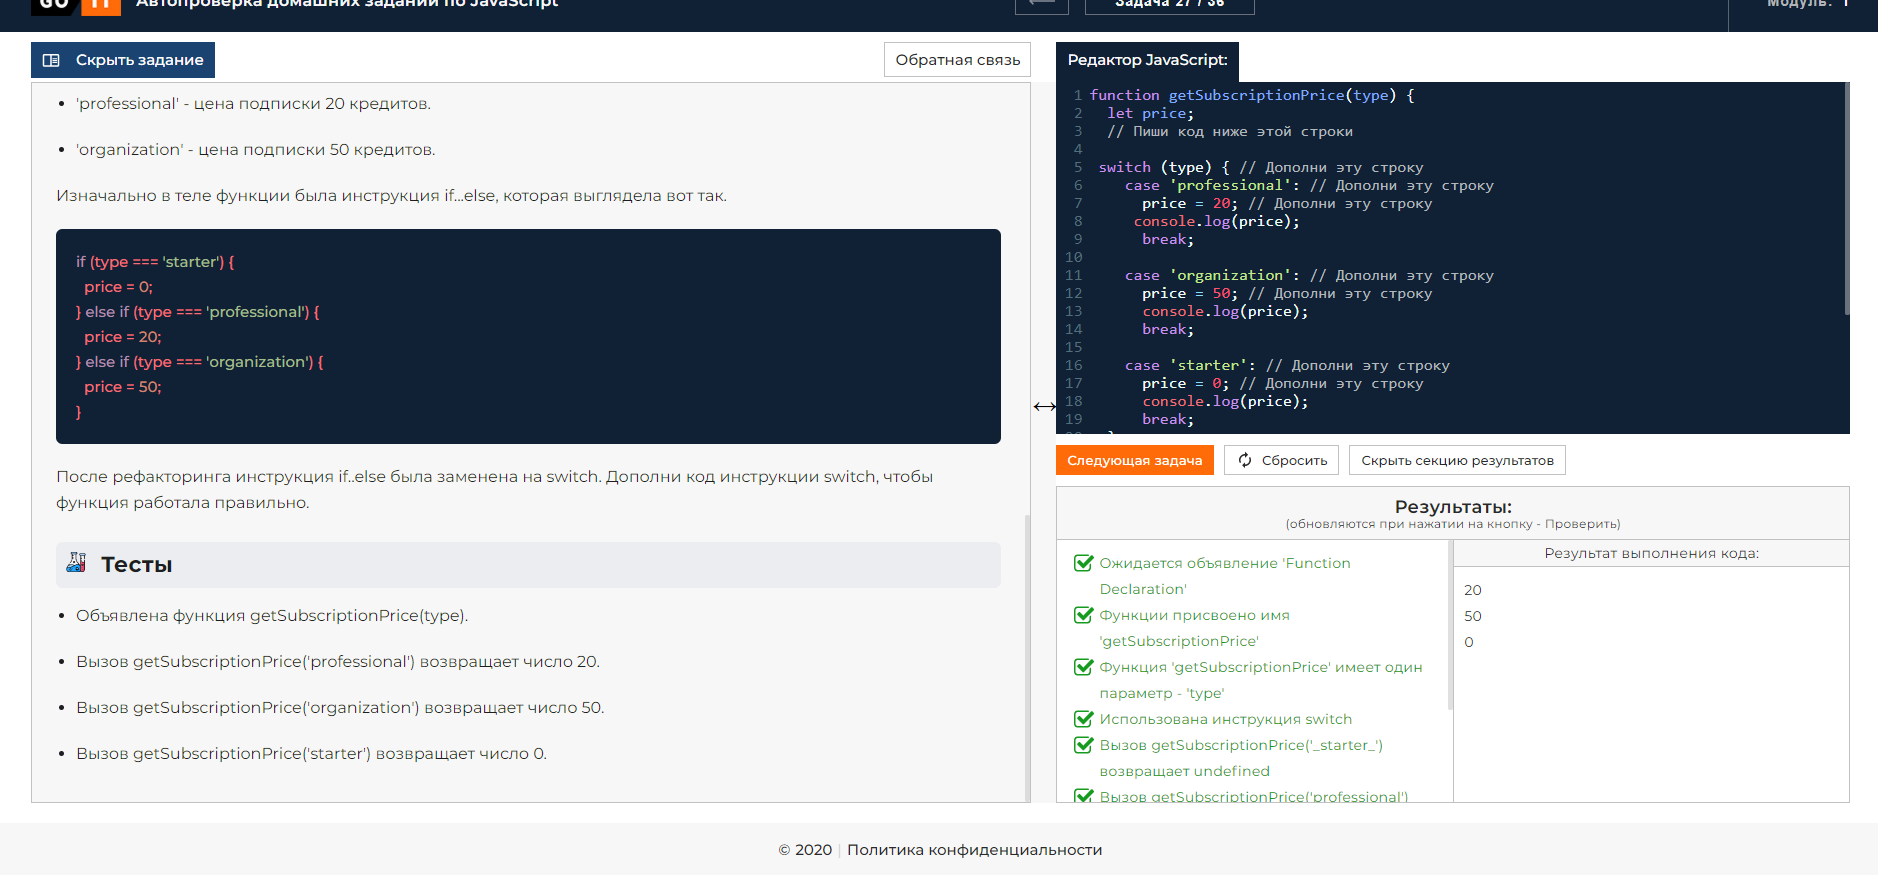 GO IT
Автопроверка домашних заданий по JavaScript
Задача 27 / 36
Модуль: 1
Скрыть задание
Обратная связь
• 'professional' - цена подписки 20 кредитов.
• 'organization' - цена подписки 50 кредитов.
Изначально в теле функции была инструкция if...else, которая выглядела вот так.
if (type === 'starter') {
price = 0;
} else if (type === 'professional') {
price = 20;
} else if (type === 'organization') {
price = 50;
}
После рефакторинга инструкция if..else была заменена на switch. Дополни код инструкции switch, чтобы
функция работала правильно.
Тесты
• Объявлена функция getSubscriptionPrice(type).
• Вызов getSubscriptionPrice('professional') возвращает число 20.
• Вызов getSubscriptionPrice('organization') возвращает число 50.
• Вызов getSubscriptionPrice('starter') возвращает число 0.
Редактор JavaScript:
1 function getSubscriptionPrice(type) {
2 let price;
3 // Пиши код ниже этой строки
4
5 switch (type) { // Дополни эту строку
6 case 'professional': // Дополни эту строку
7 price = 20; // Дополни эту строку
8 console.log(price);
9 break;
10
11 case 'organization': // Дополни эту строку
12 price = 50; // Дополни эту строку
13 console.log(price);
14 break;
15
16 case 'starter': // Дополни эту строку
17 price = 0; // Дополни эту строку
18 console.log(price);
19 break;
Следующая задача
Сбросить
Скрыть секцию результатов
Результаты:
(обновляются при нажатии на кнопку - Проверить)
Ожидается объявление 'Function
Declaration'
Функции присвоено имя
'getSubscriptionPrice'
Функция 'getSubscriptionPrice' имеет один
параметр - 'type'
Использована инструкция switch
Вызов getSubscriptionPrice('_starter_')
возвращает undefined
Вызов getSubscriptionPrice('professional')
Результат выполнения кода:
20
50
0
© 2020 | Политика конфиденциальности